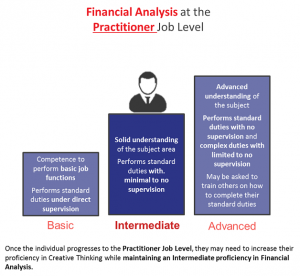 Financial Analysis at the
Practitioner Job Level
Competence to
perform basic job
functions
Performs standard
duties under direct
supervision
Basic
Solid understanding
of the subject area
Performs standard
duties with, minimal to no
supervision
Intermediate
Advanced
understanding of
the subject
Performs standard
duties with no
supervision and
complex duties with
limited to no
supervision
May be asked to
train others on how
to complete their
standard duties
Advanced
Once the individual progresses to the Practitioner Job Level, they may need to increase their
proficiency in Creative Thinking while maintaining an Intermediate proficiency in Financial
Analysis.